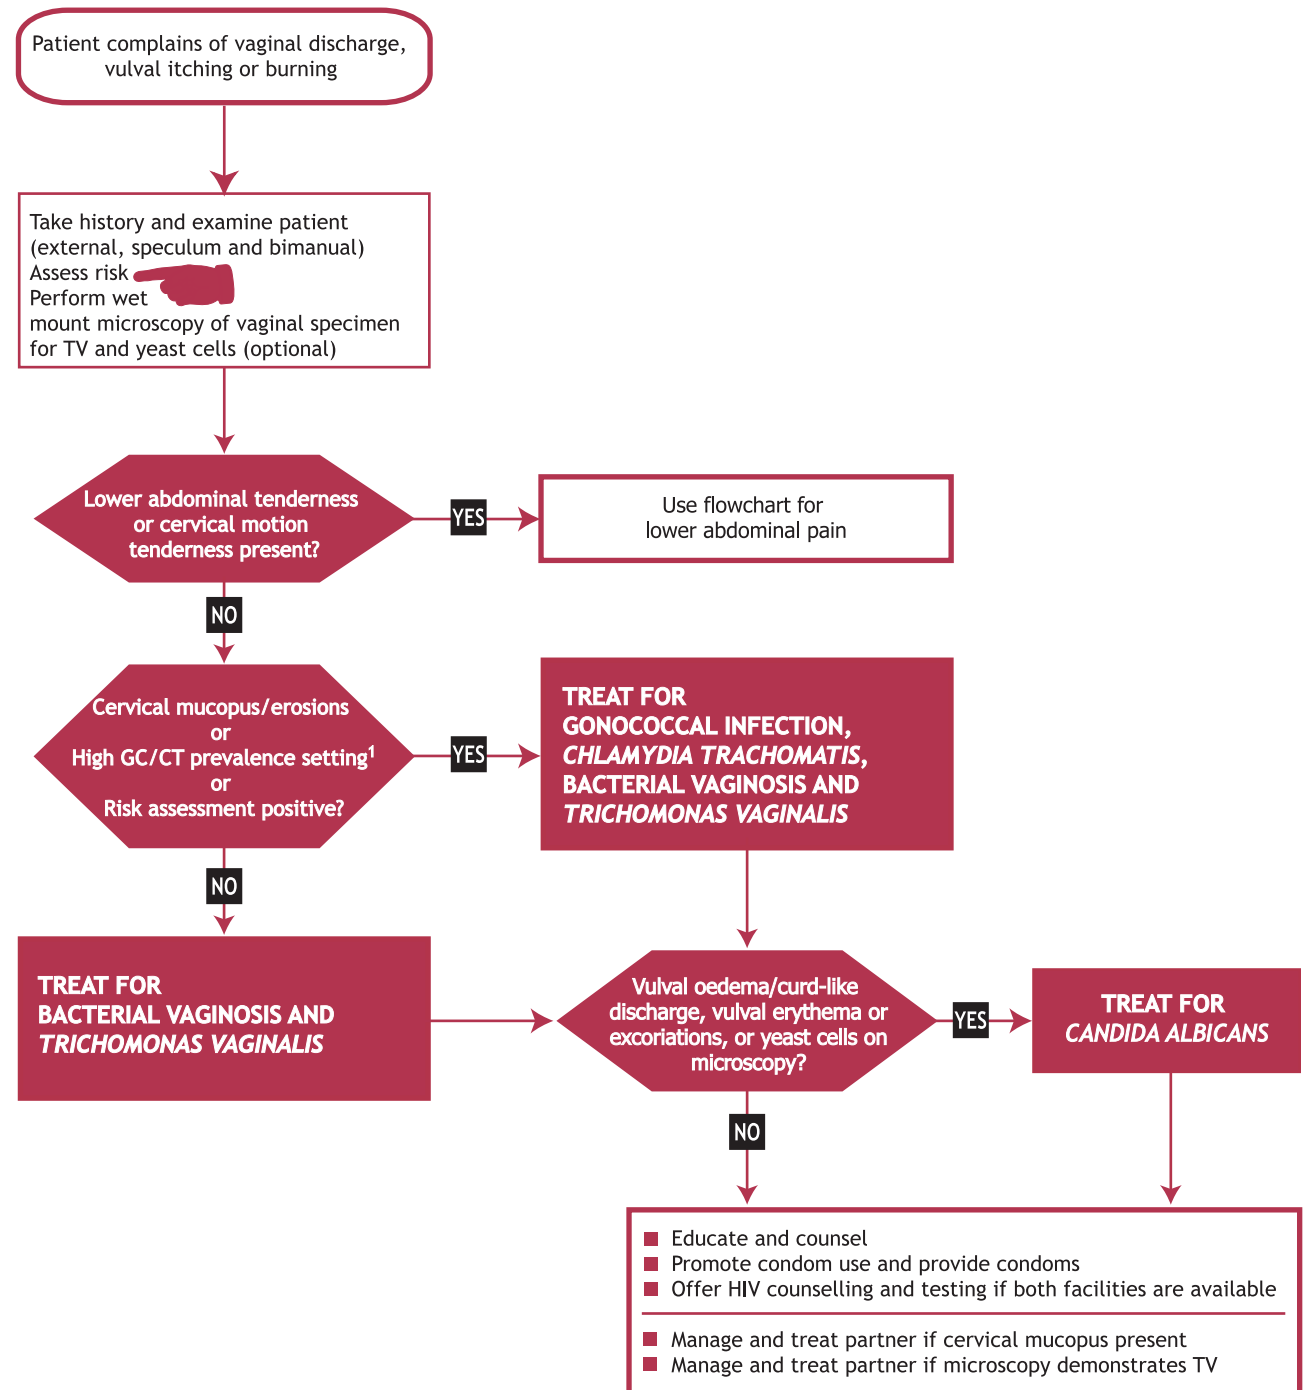 Patient complains of vaginal discharge,
vulval itching or burning
Take history and examine patient
(external, speculum and bimanual)
Assess risk
Perform wet
mount microscopy of vaginal specimen
for TV and yeast cells (optional)
Lower abdominal tenderness
or cervical motion
tenderness present?
YES
Use flowchart for
lower abdominal pain
NO
Cervical mucopus/erosions
or
High GC/CT prevalence setting¹
or
Risk assessment positive?
YES
TREAT FOR
GONOCOCCAL INFECTION,
CHLAMYDIA TRACHOMATIS,
BACTERIAL VAGINOSIS AND
TRICHOMONAS VAGINALIS
NO
TREAT FOR
BACTERIAL VAGINOSIS AND
TRICHOMONAS VAGINALIS
Vulval oedema/curd-like
discharge, vulval erythema or
excoriations, or yeast cells on
microscopy?
YES
TREAT FOR
CANDIDA ALBICANS
NO
Educate and counsel
Promote condom use and provide condoms
Offer HIV counselling and testing if both facilities are available
Manage and treat partner if cervical mucopus present
Manage and treat partner if microscopy demonstrates TV